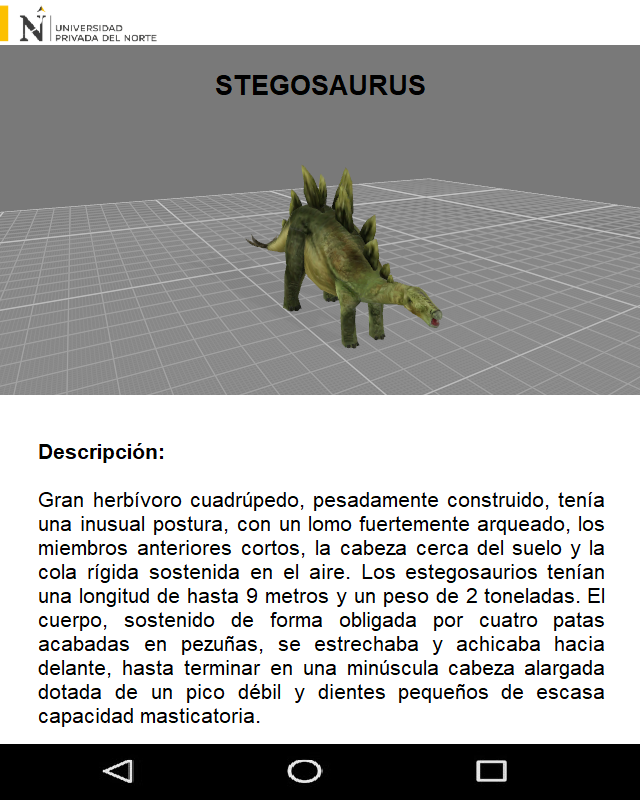 UNIVERSIDAD
PRIVADA DEL NORTE
STEGOSAURUS
Descripción:
Gran herbívoro cuadrúpedo, pesadamente construido, tenía
una inusual postura, con un lomo fuertemente arqueado, los
miembros anteriores cortos, la cabeza cerca del suelo y la
cola rígida sostenida en el aire. Los estegosaurios tenían
una longitud de hasta 9 metros y un peso de 2 toneladas. El
cuerpo, sostenido de forma obligada por cuatro patas
acabadas en pezuñas, se estrechaba y achicaba hacia
delante, hasta terminar en una minúscula cabeza alargada
dotada de un pico débil y dientes pequeños de escasa
capacidad masticatoria.